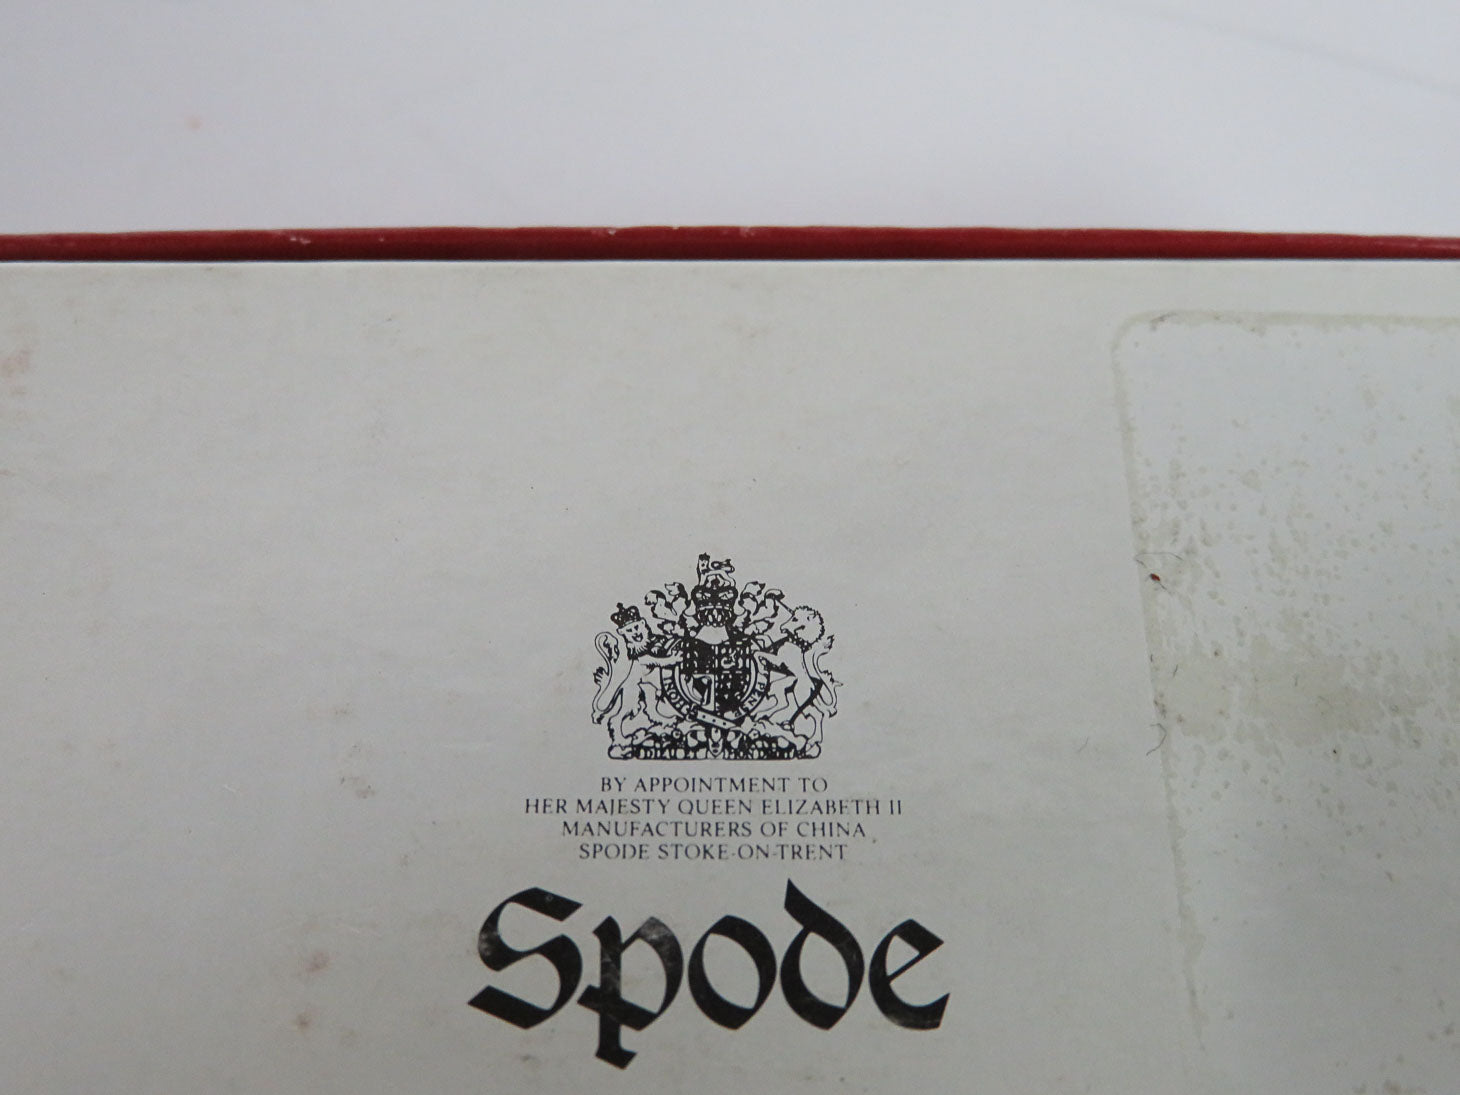 BY APPOINTMENT TO
HER MAJESTY QUEEN ELIZABETH II
MANUFACTURERS OF CHINA
SPODE STOKE-ON-TRENT
Spode